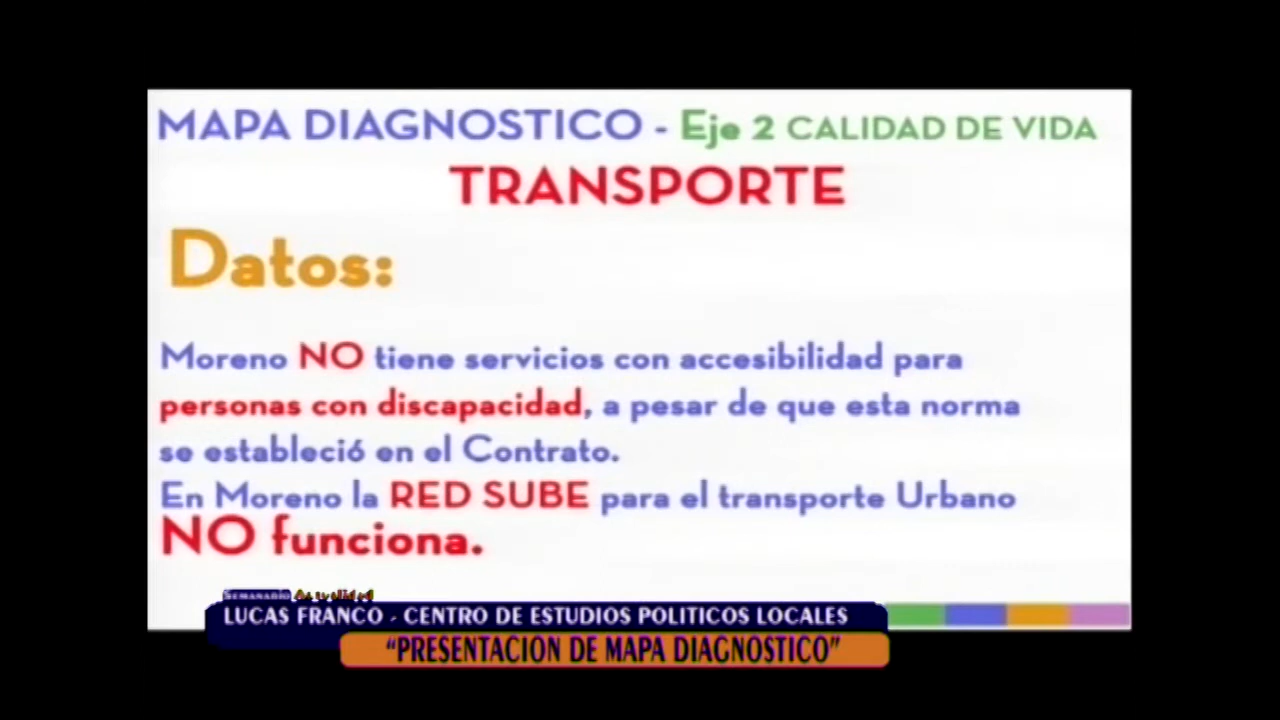 MAPA DIAGNOSTICO - Eje 2 CALIDAD DE VIDA
TRANSPORTE
Datos:
Moreno NO tiene servicios con accesibilidad para
personas con discapacidad, a pesar de que esta norma
se estableció en el Contrato.
En Moreno la RED SUBE para el transporte Urbano
NO funciona.
SEMANARIO Actualidad
LUCAS FRANCO - CENTRO DE ESTUDIOS POLITICOS LOCALES
“PRESENTACION DE MAPA DIAGNOSTICO”